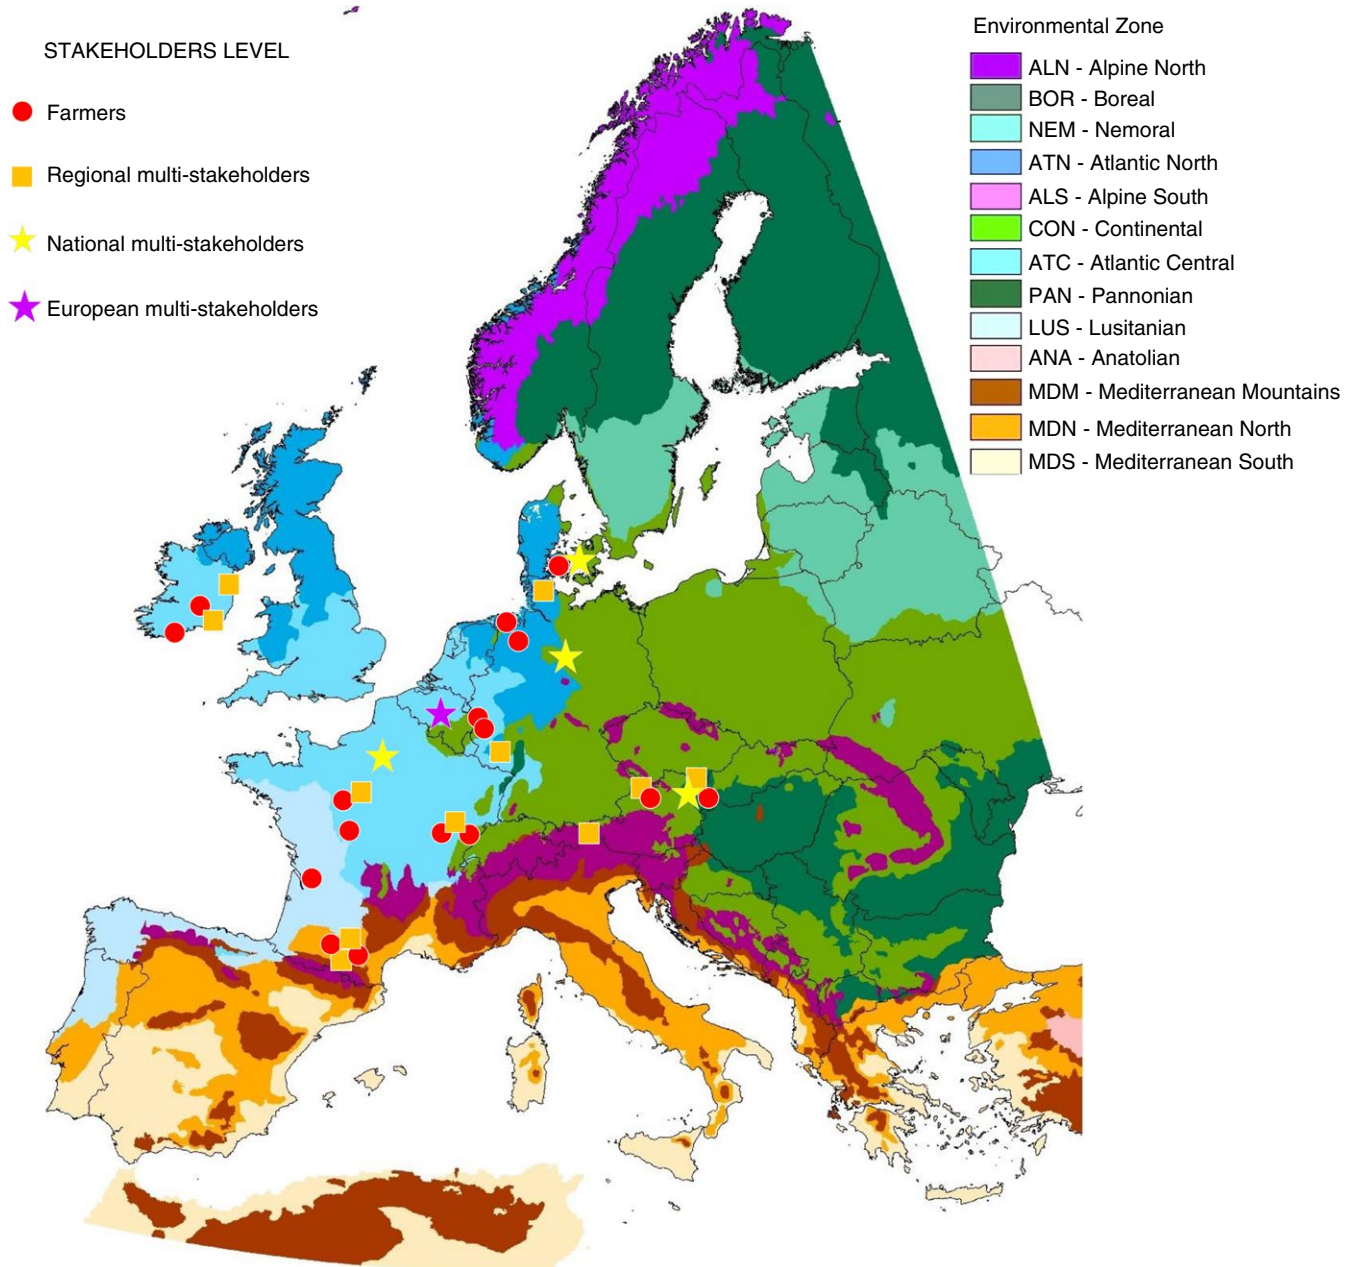 STAKEHOLDERS LEVEL
Farmers
Regional multi-stakeholders
National multi-stakeholders
European multi-stakeholders
Environmental Zone
ALN - Alpine North
BOR - Boreal
NEM - Nemoral
ATN - Atlantic North
ALS - Alpine South
CON - Continental
ATC - Atlantic Central
PAN - Pannonian
LUS - Lusitanian
ANA - Anatolian
MDM - Mediterranean Mountains
MDN - Mediterranean North
MDS - Mediterranean South